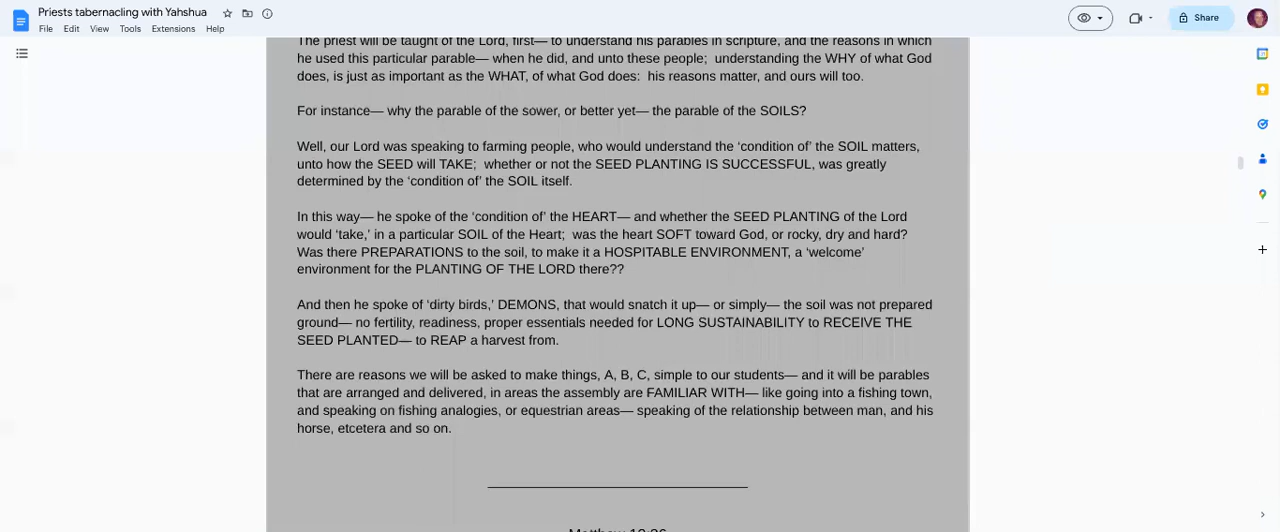 Priests tabernacling with Yahshua
File Edit View Tools Extensions Help
Share
The priest will be taught of the Lord, first— to understand his parables in scripture, and the reasons in which
he used this particular parable— when he did, and unto these people;  understanding the WHY of what God
does, is just as important as the WHAT, of what God does:  his reasons matter, and ours will too.
For instance— why the parable of the sower, or better yet— the parable of the SOILS?
Well, our Lord was speaking to farming people, who would understand the ‘condition of’ the SOIL matters,
unto how the SEED will TAKE;  whether or not the SEED PLANTING IS SUCCESSFUL, was greatly
determined by the ‘condition of’ the SOIL itself.
In this way— he spoke of the ‘condition of’ the HEART— and whether the SEED PLANTING of the Lord
would ‘take,’ in a particular SOIL of the Heart;  was the heart SOFT toward God, or rocky, dry and hard?
Was there PREPARATIONS to the soil, to make it a HOSPITABLE ENVIRONMENT, a ‘welcome’
environment for the PLANTING OF THE LORD there??
And then he spoke of ‘dirty birds,’ DEMONS, that would snatch it up— or simply— the soil was not prepared
ground— no fertility, readiness, proper essentials needed for LONG SUSTAINABILITY to RECEIVE THE
SEED PLANTED— to REAP a harvest from.
There are reasons we will be asked to make things, A, B, C, simple to our students— and it will be parables
that are arranged and delivered, in areas the assembly are FAMILIAR WITH— like going into a fishing town,
and speaking on fishing analogies, or equestrian areas— speaking of the relationship between man, and his
horse, etcetera and so on.